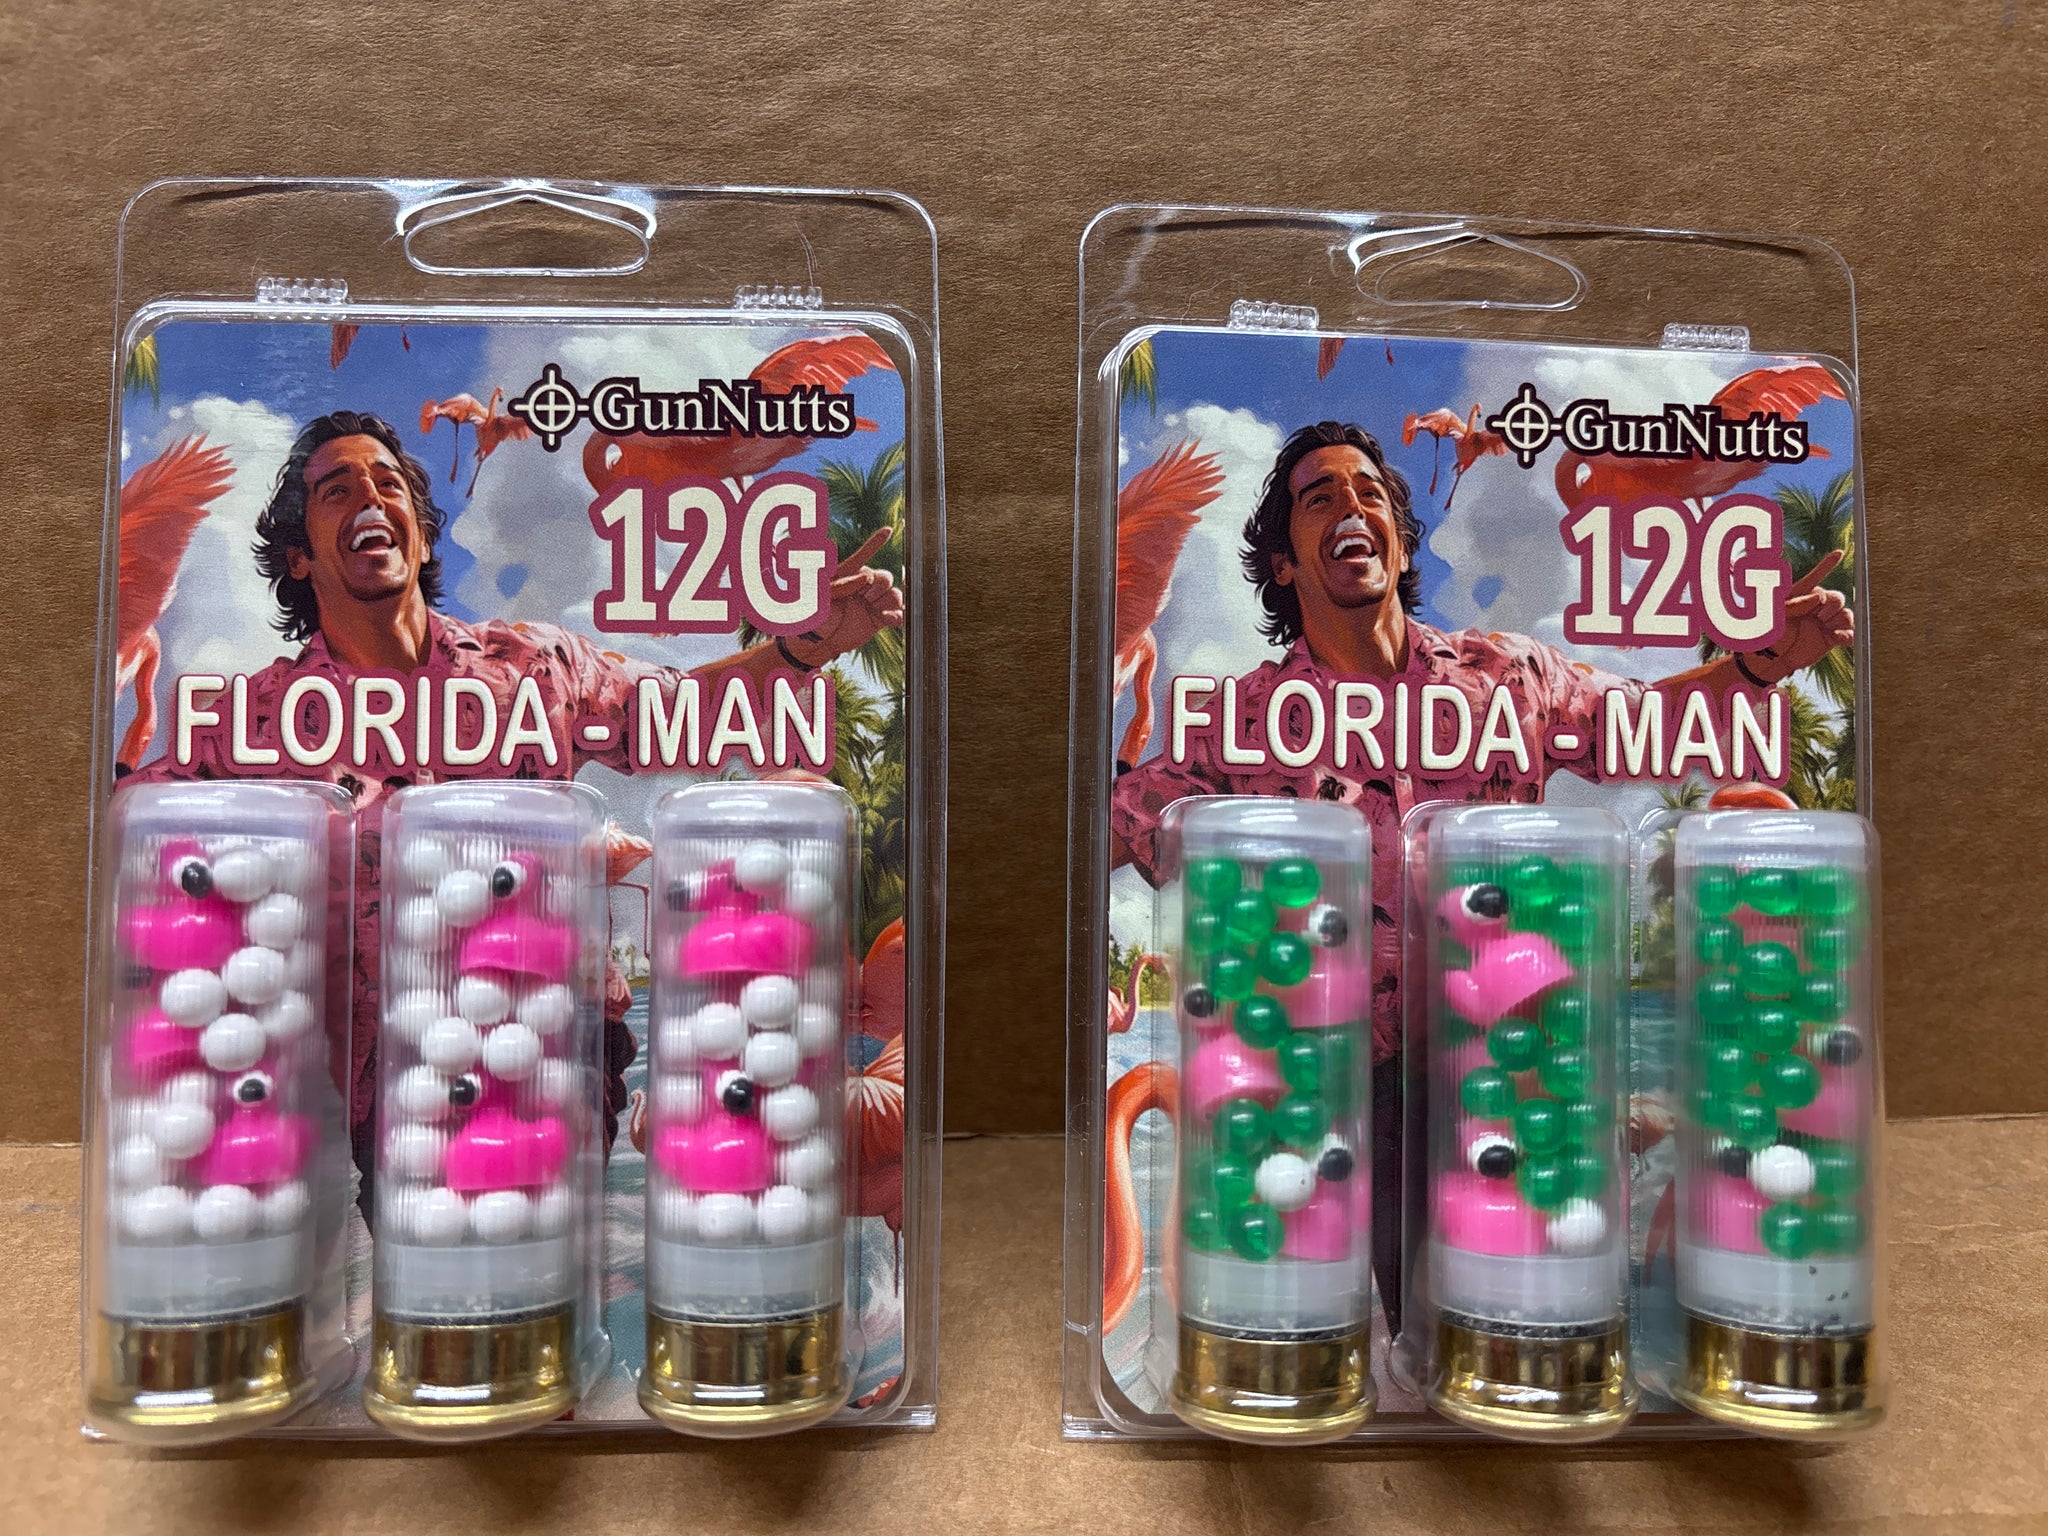 GunNutts
12G
FLORIDA - MAN
GunNutts
12G
FLORIDA - MAN